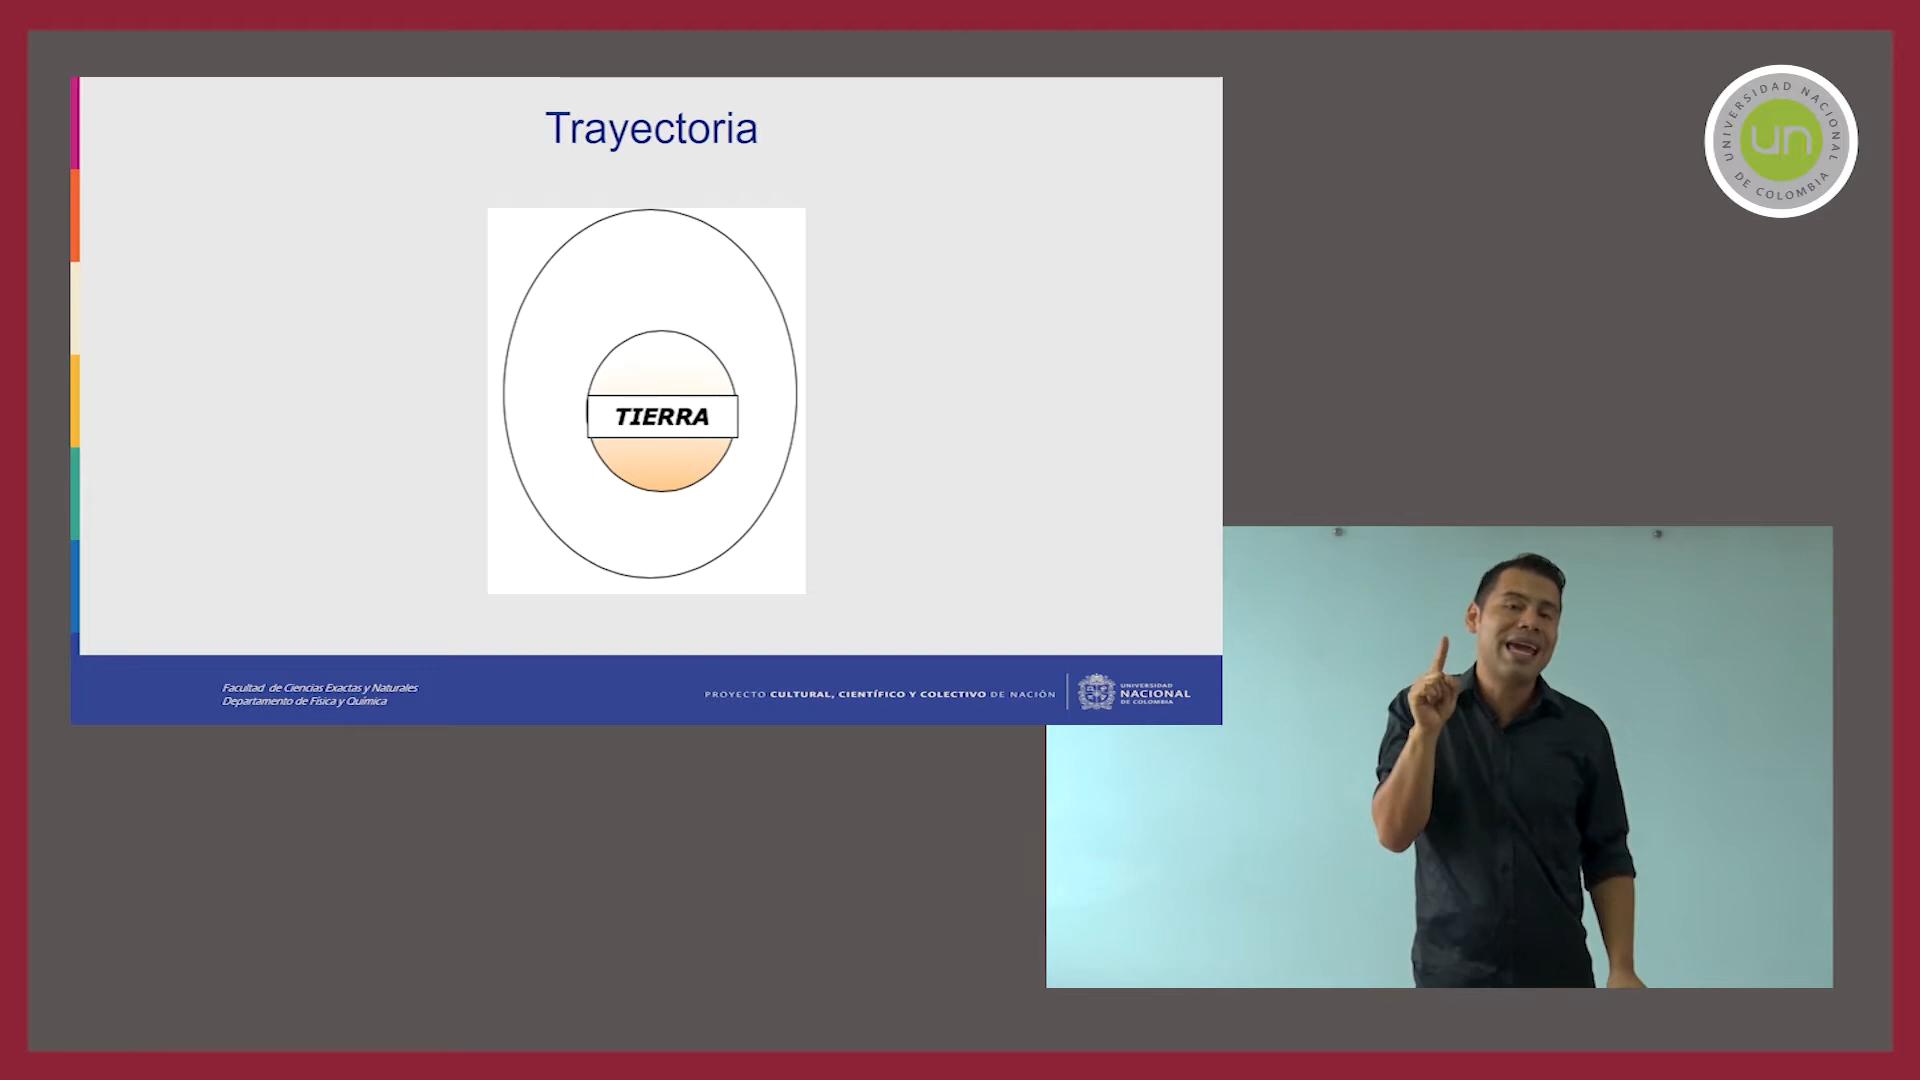 Trayectoria
TIERRA
Facultad de Ciencias Exactas y Naturales
Departamento de Física y Química
PROYECTO CULTURAL, CIENTÍFICO Y COLECTIVO DE NACIÓN
UNIVERSIDAD
NACIONAL
DE COLOMBIA
UNIVERSIDAD NACIONAL
DE COLOMBIA
un